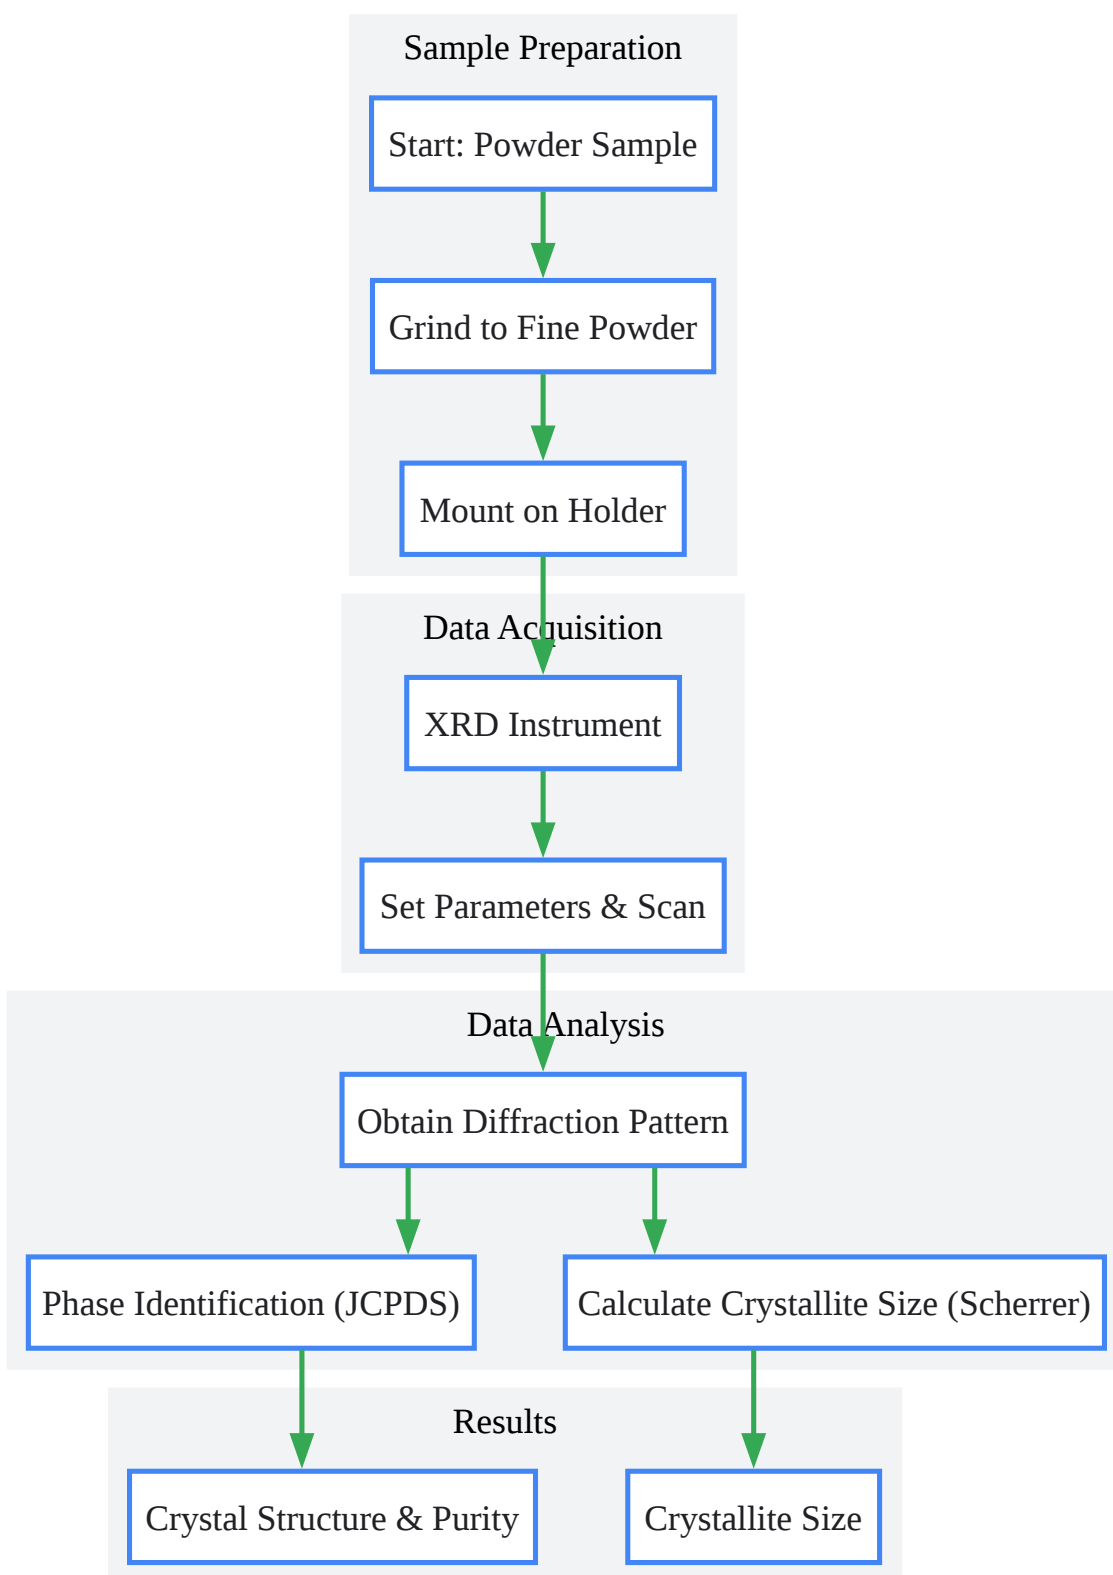 Sample Preparation
Start: Powder Sample
Grind to Fine Powder
Mount on Holder
Data Acquisition
XRD Instrument
Set Parameters & Scan
Data Analysis
Obtain Diffraction Pattern
Phase Identification (JCPDS)
Calculate Crystallite Size (Scherrer)
Results
Crystal Structure & Purity
Crystallite Size